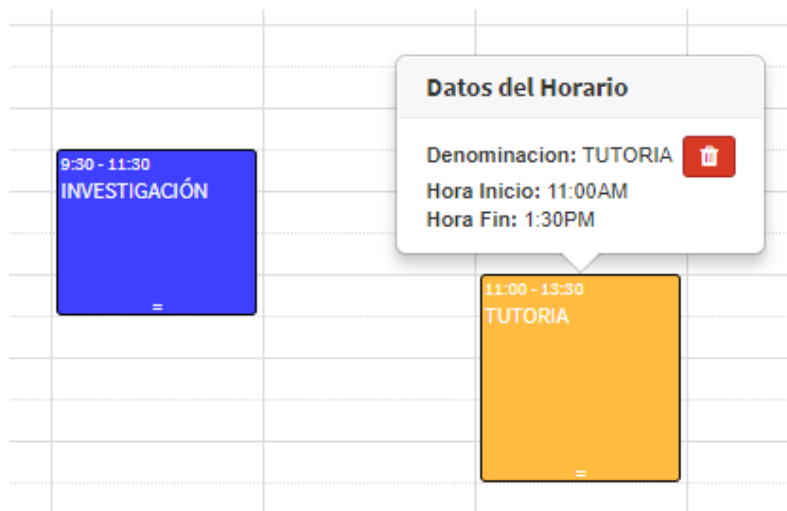 Datos del Horario
Denominacion: TUTORIA
Hora Inicio: 11:00AM
Hora Fin: 1:30PM
9:30 - 11:30
INVESTIGACIÓN
=
11:00 - 13:30
TUTORIA
=